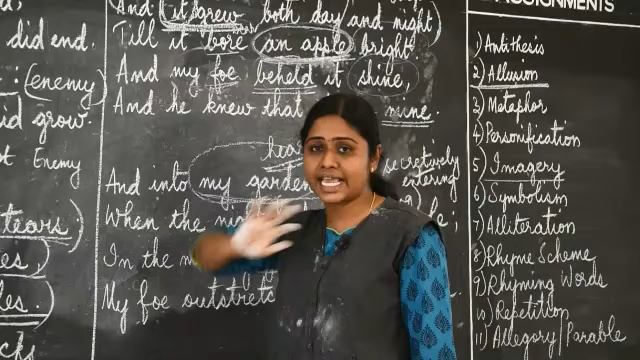 did end.
: (enemy)
did grow.
Enemy
tears)
And it grew both day/and night,
Till it bore an apple bright
And my foe beheld it shine,
And he knew that mine.
secretively
entering
And into my garden
When the
In the
My foe outstretc
ASSIGNMENTS
1) Antithesis
2) Allusion
3) Metaphor
4) Personification
5) Imagery
6) Symbolism
7) Alliteration
8) Rhyme Scheme
9) Rhyming Words
10) Repetition
11) Allegory/Parable